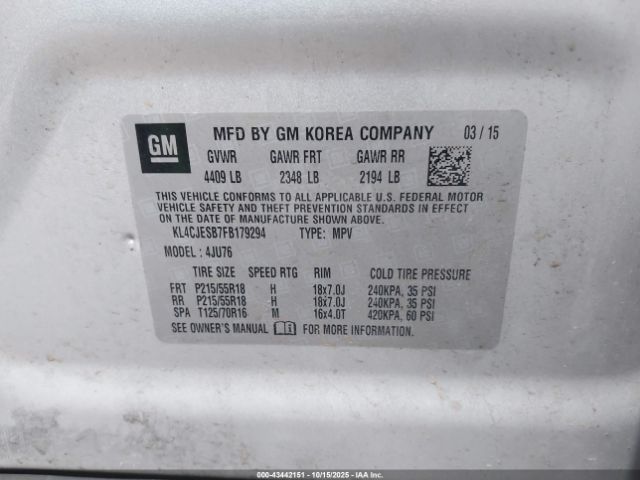 GM
MFD BY GM KOREA COMPANY 03 / 15
GVWR GAWR FRT GAWR RR
4409 LB 2348 LB 2194 LB
THIS VEHICLE CONFORMS TO ALL APPLICABLE U.S. FEDERAL MOTOR
VEHICLE SAFETY AND THEFT PREVENTION STANDARDS IN EFFECT
ON THE DATE OF MANUFACTURE SHOWN ABOVE.
KL4CJESB7FB179294 TYPE: MPV
MODEL : 4JU76
TIRE SIZE SPEED RTG RIM COLD TIRE PRESSURE
FRT P215/55R18 H 18x7.0J 240KPA, 35 PSI
RR P215/55R18 H 18x7.0J 240KPA, 35 PSI
SPA T125/70R16 M 16x4.0T 420KPA, 60 PSI
SEE OWNER'S MANUAL FOR MORE INFORMATION.
000-43442151 - 10/15/2025 - IAAI.COM